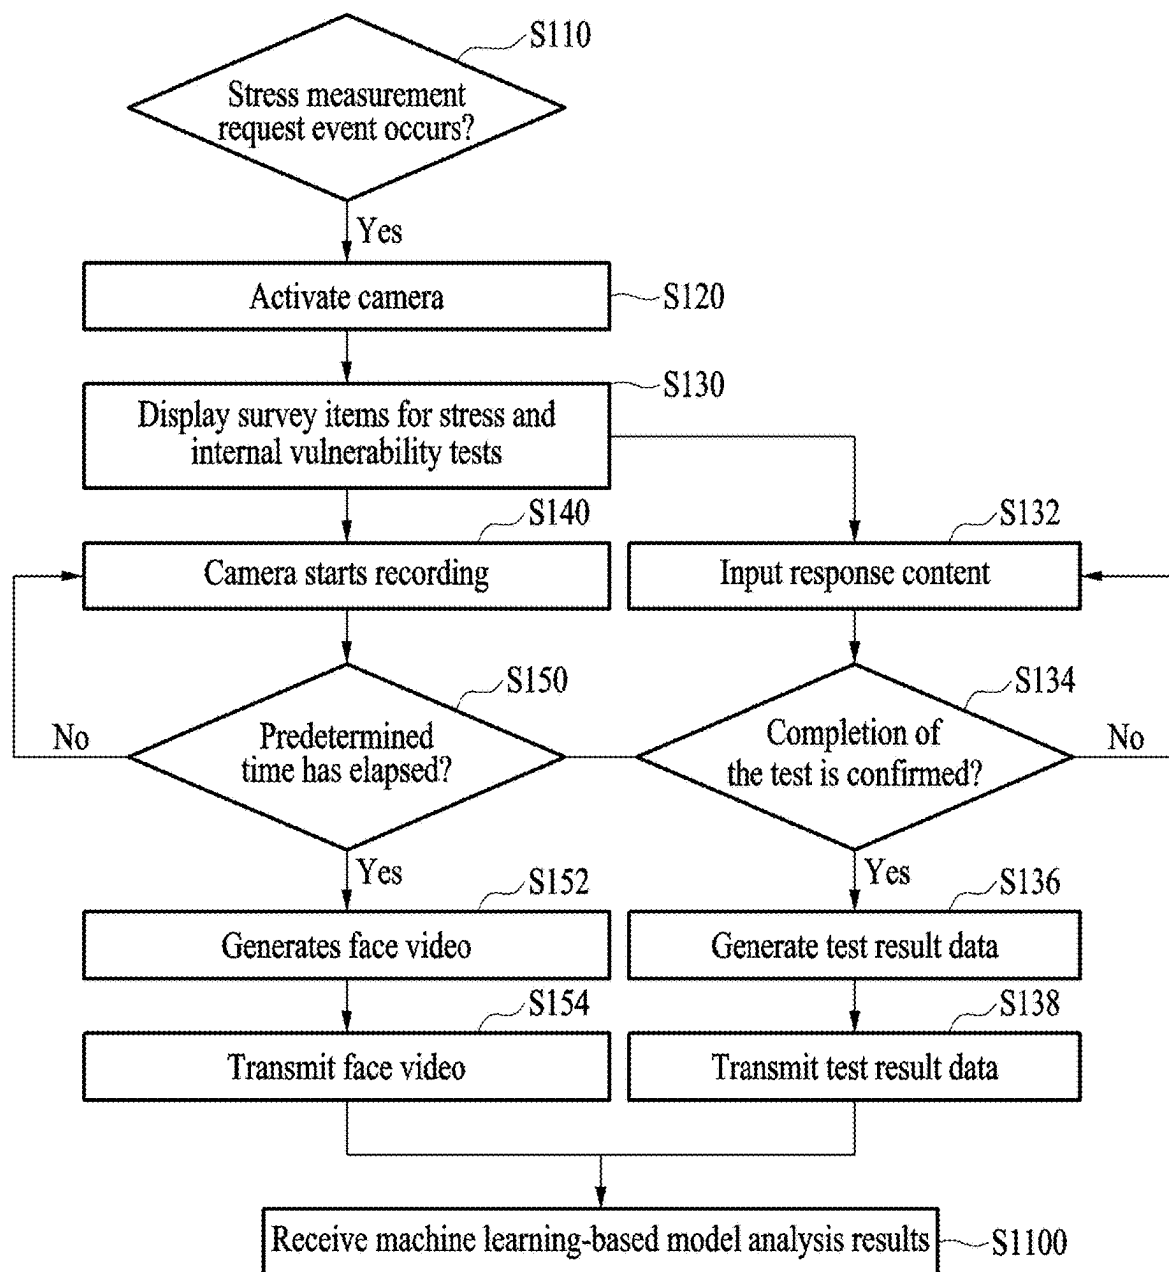 S110
Stress measurement
request event occurs?
Yes
Activate camera
S120
S130
Display survey items for stress and
internal vulnerability tests
S140
Camera starts recording
S132
Input response content
S150
Predetermined
time has elapsed?
No
S134
Completion of
the test is confirmed?
No
Yes
Yes
S152
Generates face video
S136
Generate test result data
S154
Transmit face video
S138
Transmit test result data
Receive machine learning-based model analysis results
S1100